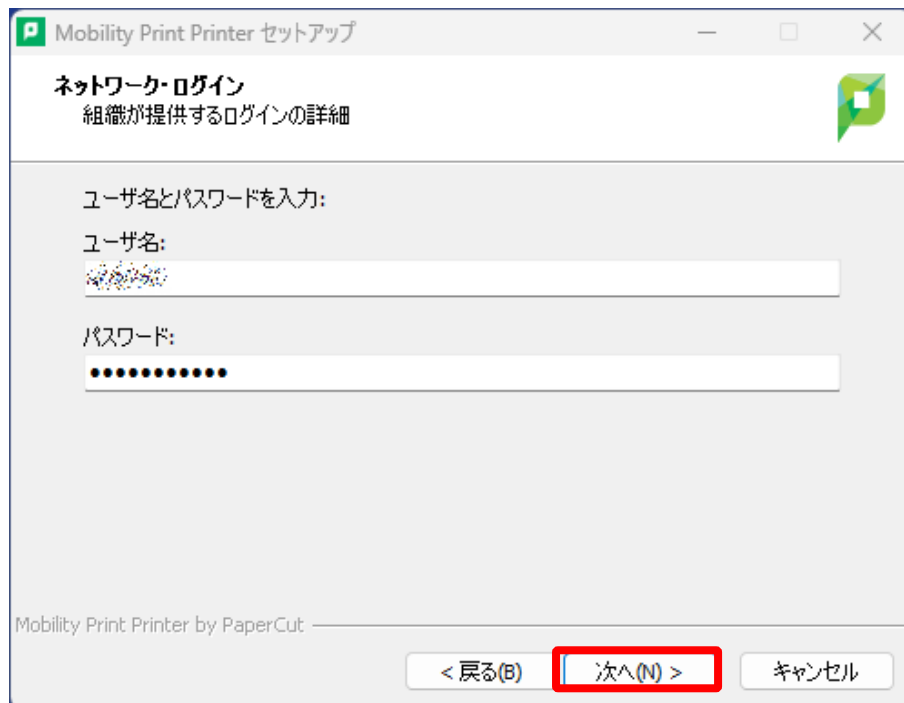 Mobility Print Printer セットアップ
ネットワーク・ログイン
組織が提供するログインの詳細
ユーザ名とパスワードを入力:
ユーザ名:
パスワード:
●●●●●●●●●●●
Mobility Print Printer by PaperCut
< 戻る(B) 次へ(N) > キャンセル